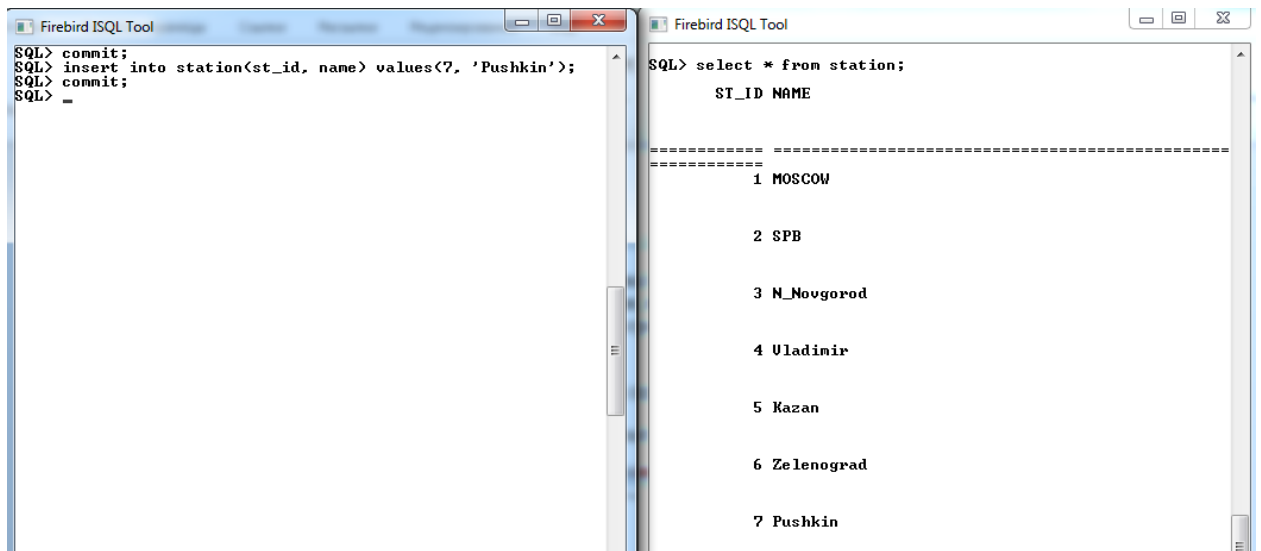 Firebird ISQL Tool
SQL> commit;
SQL> insert into station(st_id, name) values(7, 'Pushkin');
SQL> commit;
SQL> _
Firebird ISQL Tool
SQL> select * from station;
ST_ID NAME
============ ================================================
============
1 MOSCOW
2 SPB
3 N_Novgorod
4 Vladimir
5 Kazan
6 Zelenograd
7 Pushkin